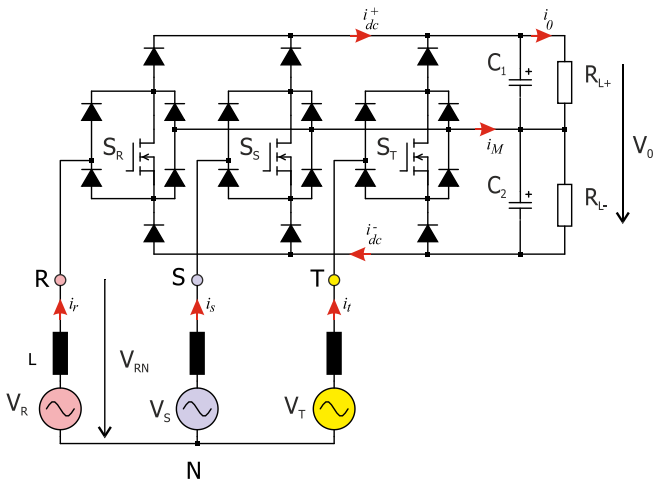 i+dc i0
C1 + RL+
SR SS ST iM V0
C2 + RL-
i-dc
R S T
ir is it
L VRN
VR VS VT
N